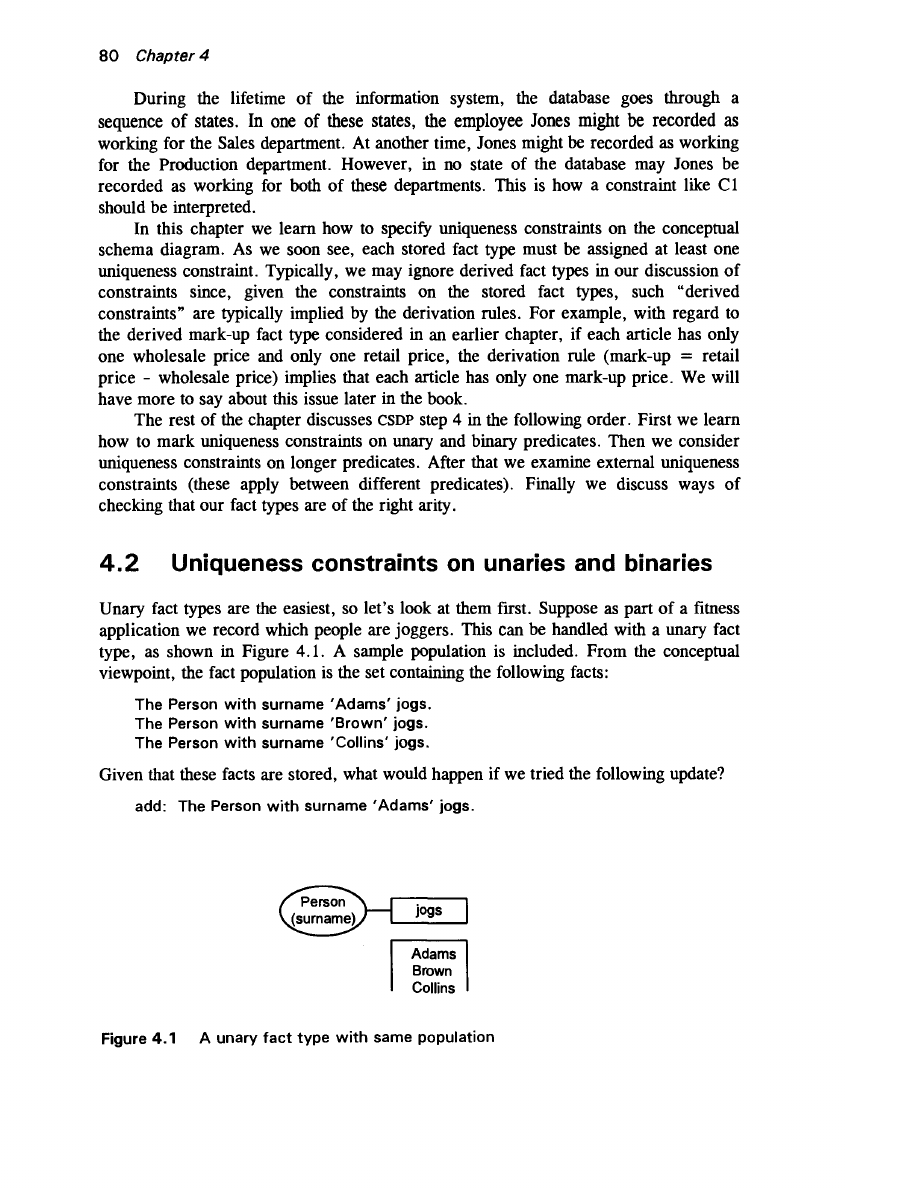 80 Chapter 4
During the lifetime of the information system, the database goes through a
sequence of states. In one of these states, the employee Jones might be recorded as
working for the Sales department. At another time, Jones might be recorded as working
for the Production department. However, in no state of the database may Jones be
recorded as working for both of these departments. This is how a constraint like C1
should be interpreted.
In this chapter we learn how to specify uniqueness constraints on the conceptual
schema diagram. As we soon see, each stored fact type must be assigned at least one
uniqueness constraint. Typically, we may ignore derived fact types in our discussion of
constraints since, given the constraints on the stored fact types, such “derived
constraints” are typically implied by the derivation rules. For example, with regard to
the derived mark-up fact type considered in an earlier chapter, if each article has only
one wholesale price and only one retail price, the derivation rule (mark-up = retail
price - wholesale price) implies that each article has only one mark-up price. We will
have more to say about this issue later in the book.
The rest of the chapter discusses CSDP step 4 in the following order. First we learn
how to mark uniqueness constraints on unary and binary predicates. Then we consider
uniqueness constraints on longer predicates. After that we examine external uniqueness
constraints (these apply between different predicates). Finally we discuss ways of
checking that our fact types are of the right arity.
4.2 Uniqueness constraints on unaries and binaries
Unary fact types are the easiest, so let's look at them first. Suppose as part of a fitness
application we record which people are joggers. This can be handled with a unary fact
type, as shown in Figure 4.1. A sample population is included. From the conceptual
viewpoint, the fact population is the set containing the following facts:
The Person with surname 'Adams' jogs.
The Person with surname 'Brown' jogs.
The Person with surname 'Collins' jogs.
Given that these facts are stored, what would happen if we tried the following update?
add: The Person with surname 'Adams' jogs.
Person
(surname)
jogs
Adams
Brown
Collins
Figure 4.1 A unary fact type with same population